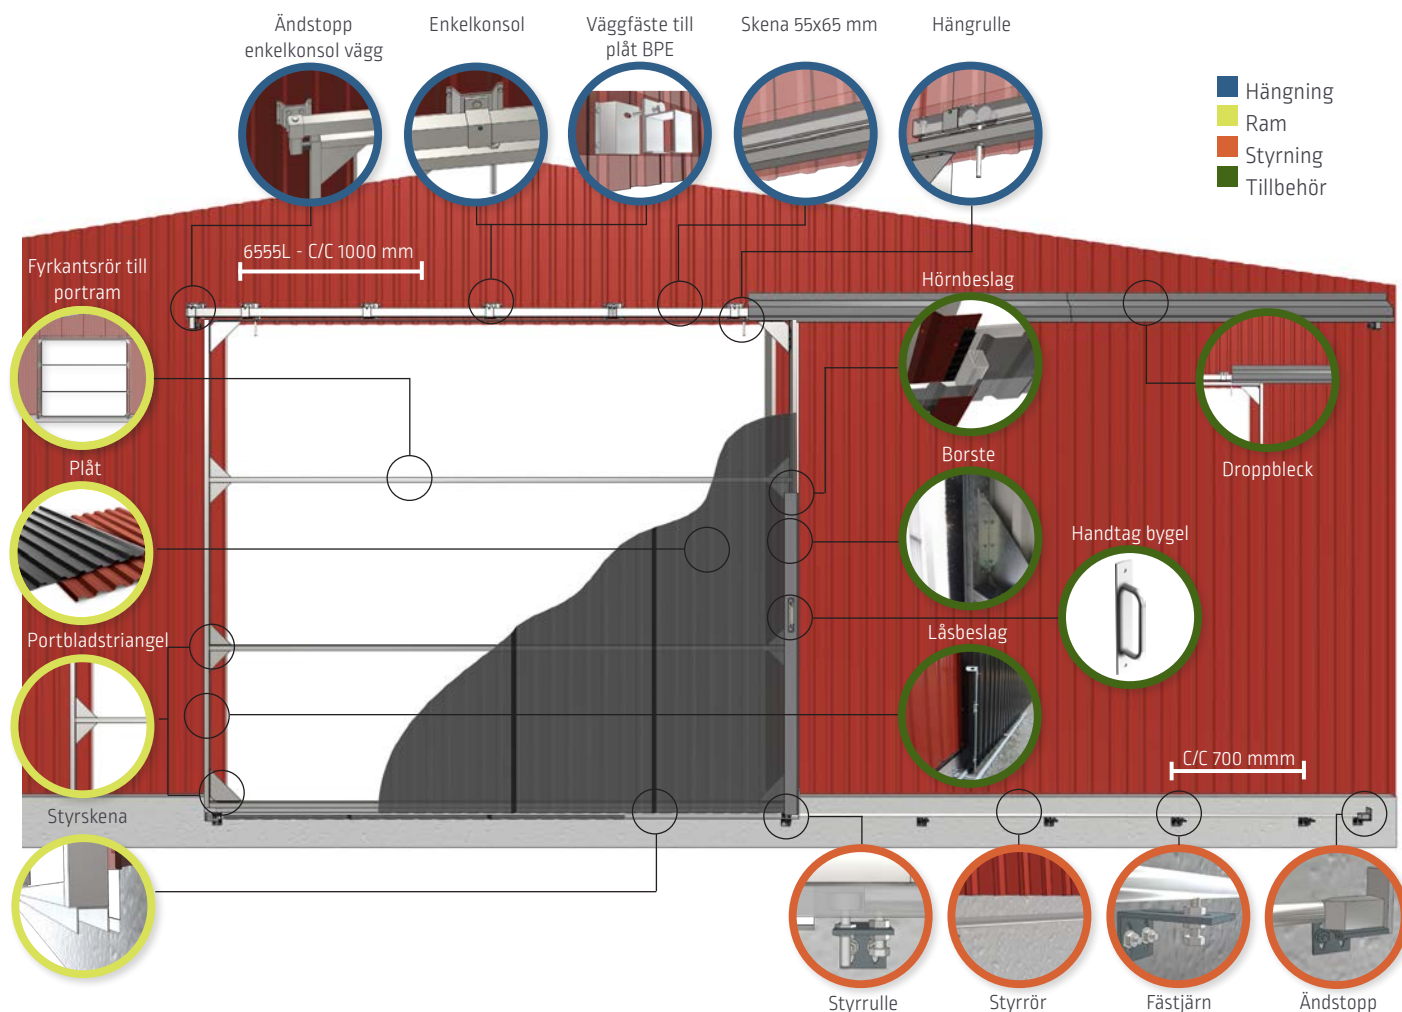 Ändstopp
enkelkonsol vägg
Enkelkonsol
Väggfäste till
plåt BPE
Skena 55x65 mm
Hängrulle
Hängning
Ram
Styrning
Tillbehör
6555L - C/C 1000 mm
Fyrkantsrör till
portram
Hörnbeslag
Plåt
Borste
Droppbleck
Handtag bygel
Portbladstriangel
Låsbeslag
C/C 700 mmm
Styrskena
Styrrulle
Styrrör
Fästjärn
Ändstopp